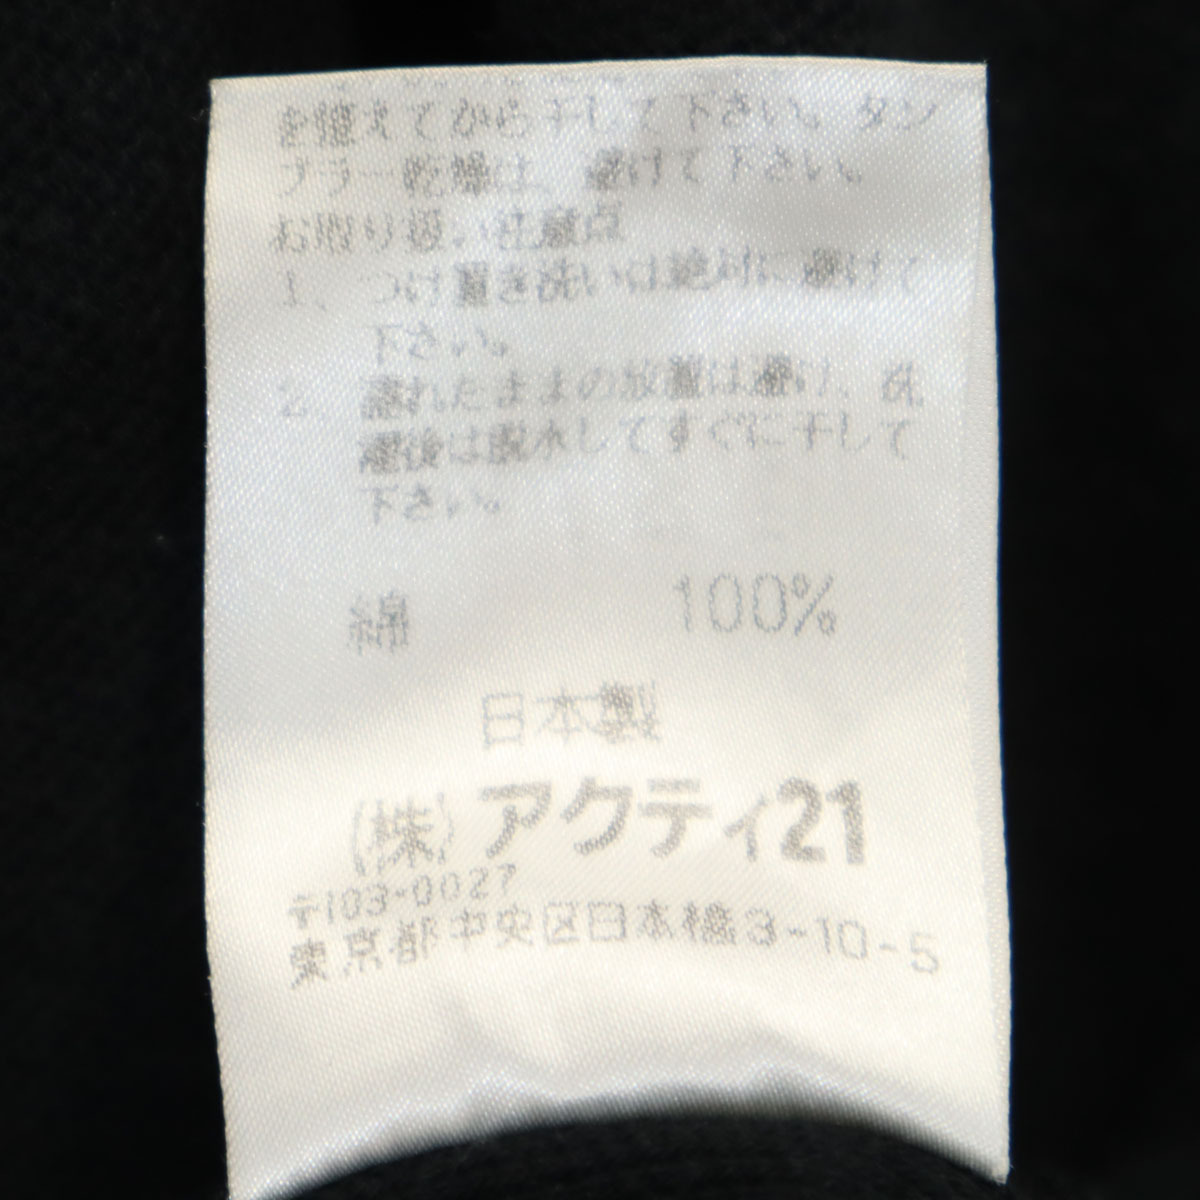 を整えてから干して下さい。タン
ブラー乾燥は、避けて下さい。
お取り扱い注意点
1、つけ置き洗いは絶対に避けて
下さい。
2、濡れたままの放置は避け、洗
濯後は脱水してすぐに干して
下さい。
綿 100%
日本製
(株)アクティ21
〒103-0027
東京都中央区日本橋3-10-5